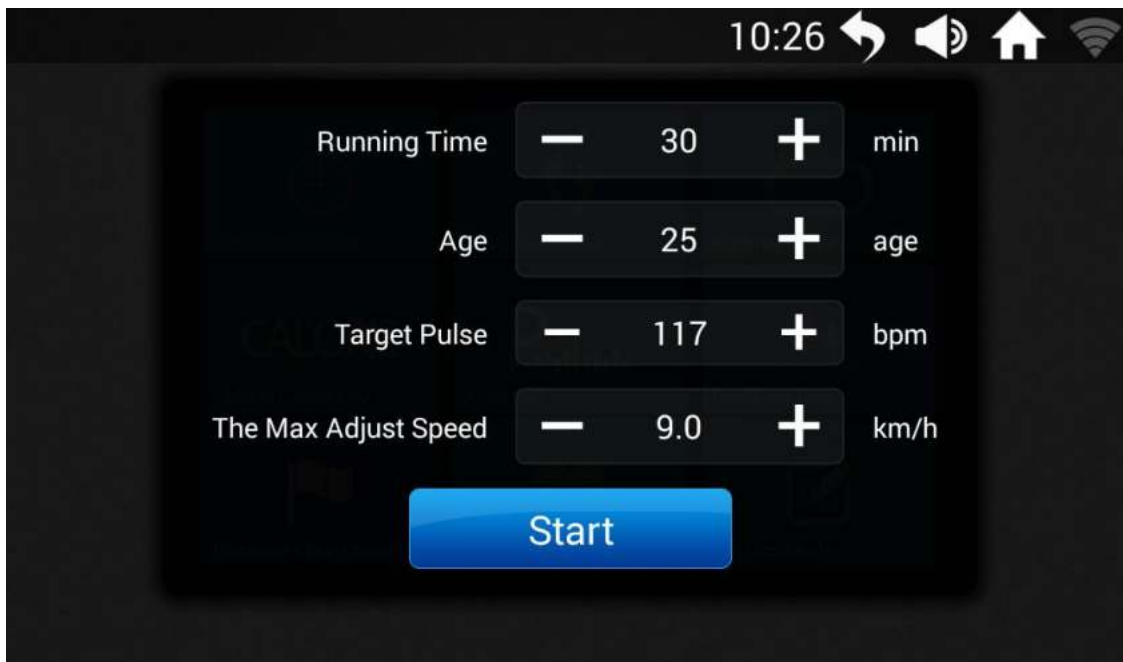 10:26
Running Time 30 min
Age 25 age
Target Pulse 117 bpm
The Max Adjust Speed 9.0 km/h
Start